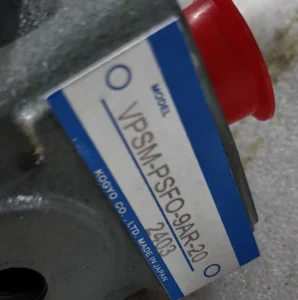 MODEL
VPSM-PSFO-9AR-20
2403
KOGYO CO., LTD. MADE IN JAPAN